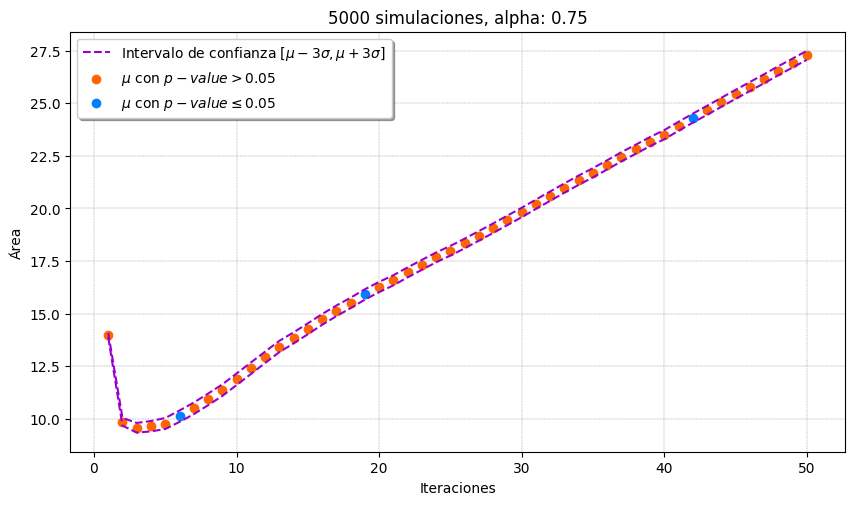 5000 simulaciones, alpha: 0.75
Intervalo de confianza [μ − 3σ, μ + 3σ]
μ con p − value > 0.05
μ con p − value ≤ 0.05
Área
27.5
25.0
22.5
20.0
17.5
15.0
12.5
10.0
0 10 20 30 40 50
Iteraciones